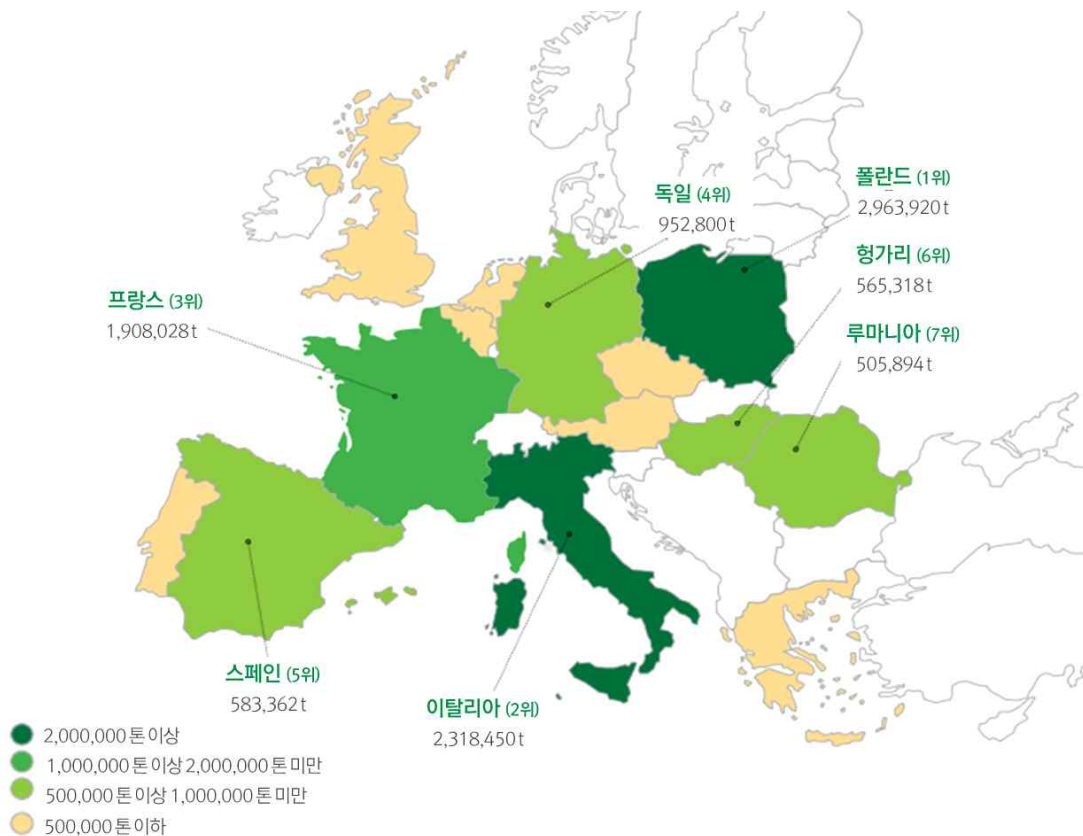 독일 (4위)
952,800t
폴란드 (1위)
2,963,920t
헝가리 (6위)
565,318t
프랑스 (3위)
1,908,028t
루마니아 (7위)
505,894t
스페인 (5위)
583,362t
이탈리아 (2위)
2,318,450t
2,000,000 톤 이상
1,000,000 톤 이상 2,000,000 톤 미만
500,000 톤 이상 1,000,000 톤 미만
500,000 톤 이하